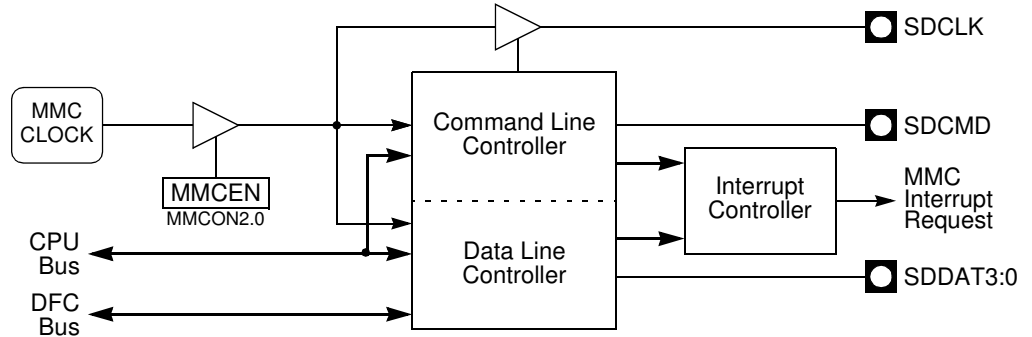 SDCLK
MMC
CLOCK
Command Line
Controller
SDCMD
MMCEN
MMCON2.0
Interrupt
Controller
MMC
Interrupt
Request
CPU
Bus
Data Line
Controller
SDDAT3:0
DFC
Bus